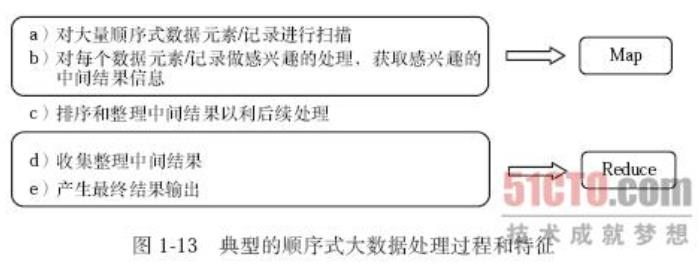 a）对大量顺序式数据元素/记录进行扫描
b）对每个数据元素/记录做感兴趣的处理，获取感兴趣的
中间结果信息
Map
c）排序和整理中间结果以利后续处理
d）收集整理中间结果
e）产生最终结果输出
Reduce
51CTO.com
技术成就梦想
图 1-13 典型的顺序式大数据处理过程和特征